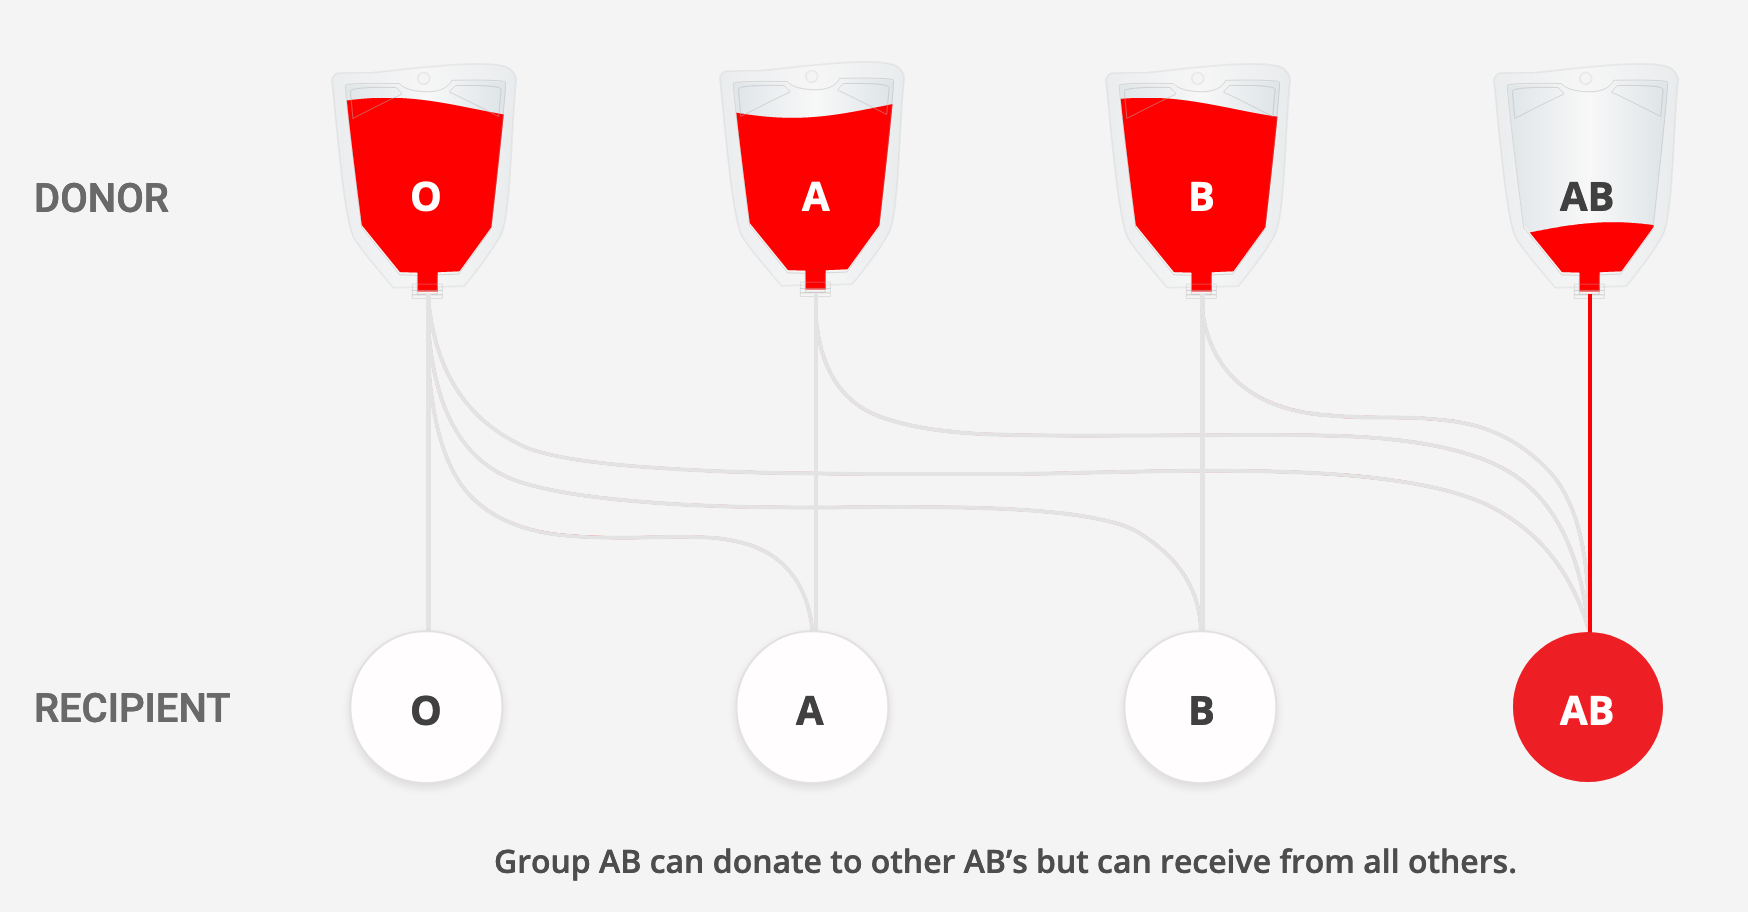 DONOR
O
A
B
AB
RECIPIENT
O
A
B
AB
Group AB can donate to other AB’s but can receive from all others.